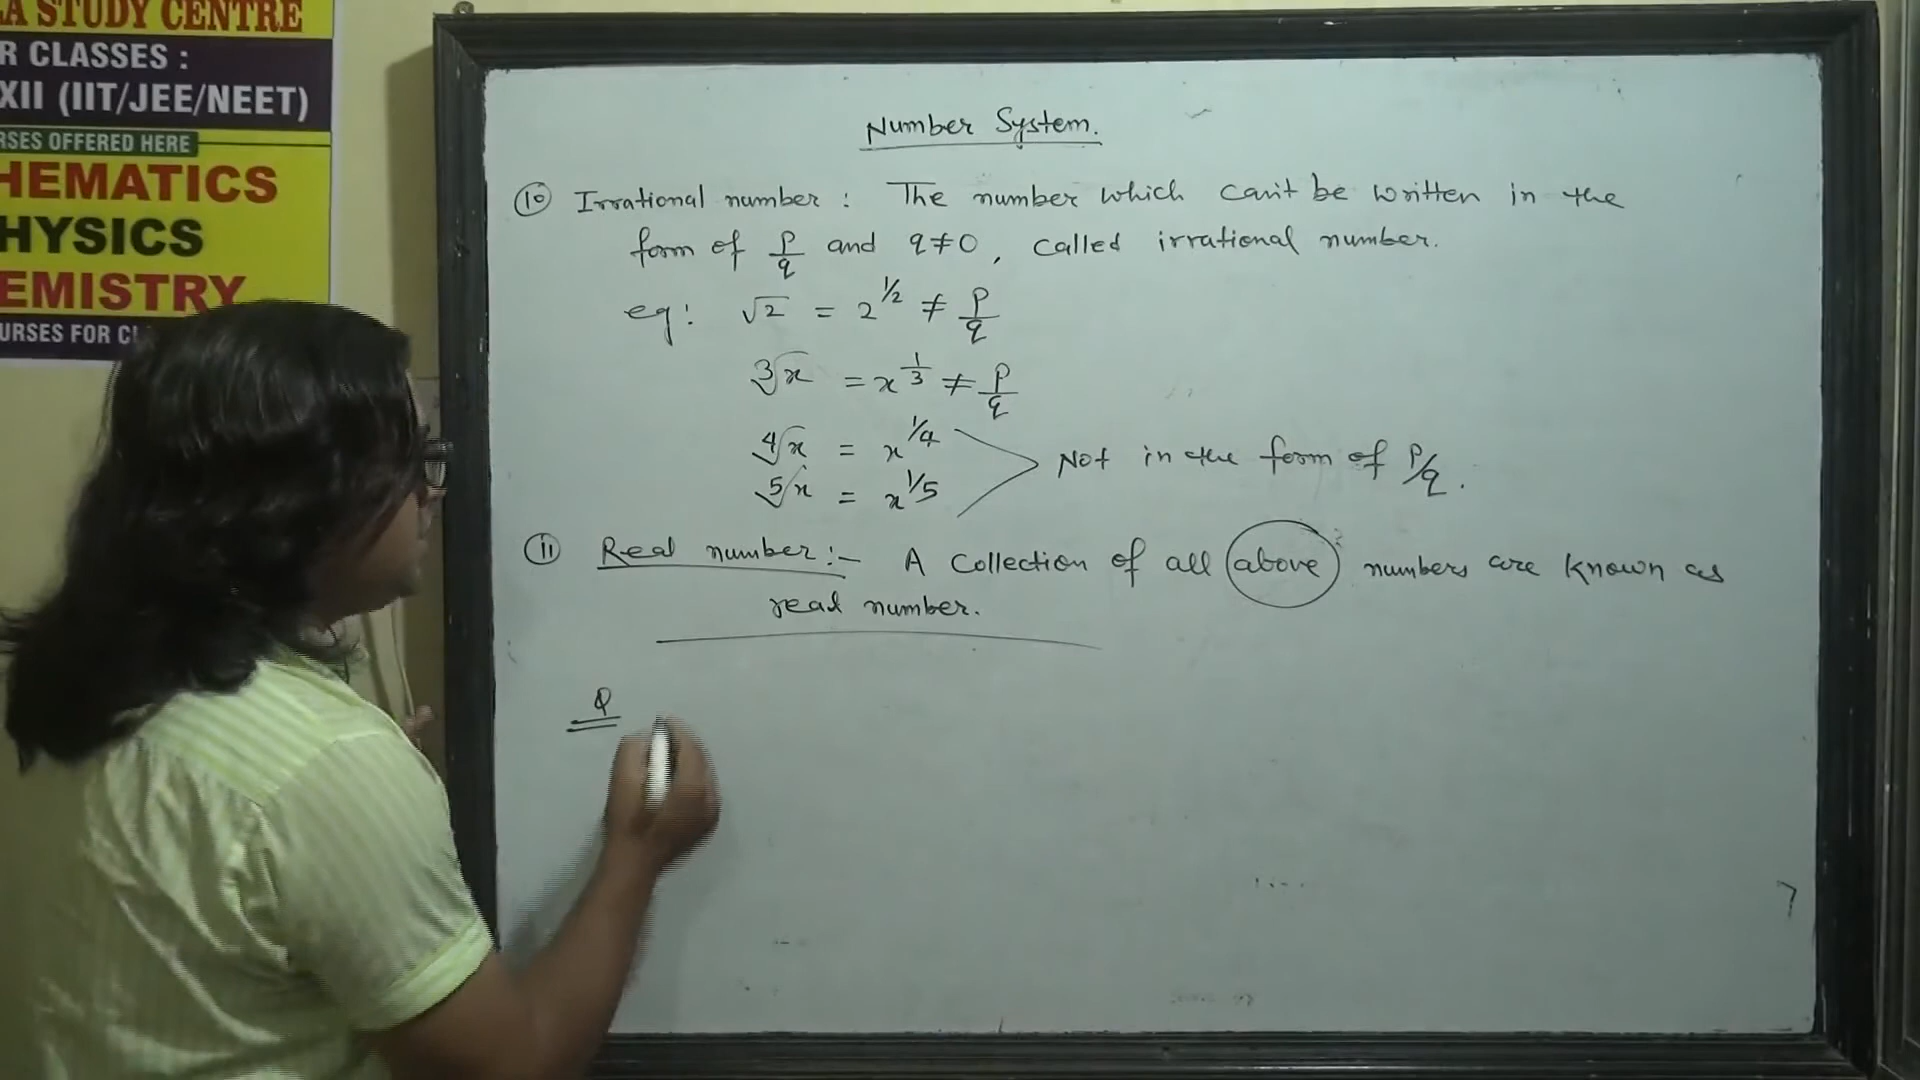 A STUDY CENTRE
R CLASSES :
XII (IIT/JEE/NEET)
RSES OFFERED HERE
HEMATICS
HYSICS
EMISTRY
URSES FOR CL
Number System.
⑩ Irrational number : The number which can't be written in the
form of p/q and q≠0, called irrational number.
eg: √2 = 2^1/2 ≠ p/q
∛x = x^1/3 ≠ p/q
∜x = x^1/4
⁵√x = x^1/5
Not in the form of p/q.
⑪ Real number :- A collection of all above numbers are known as
real number.
Q